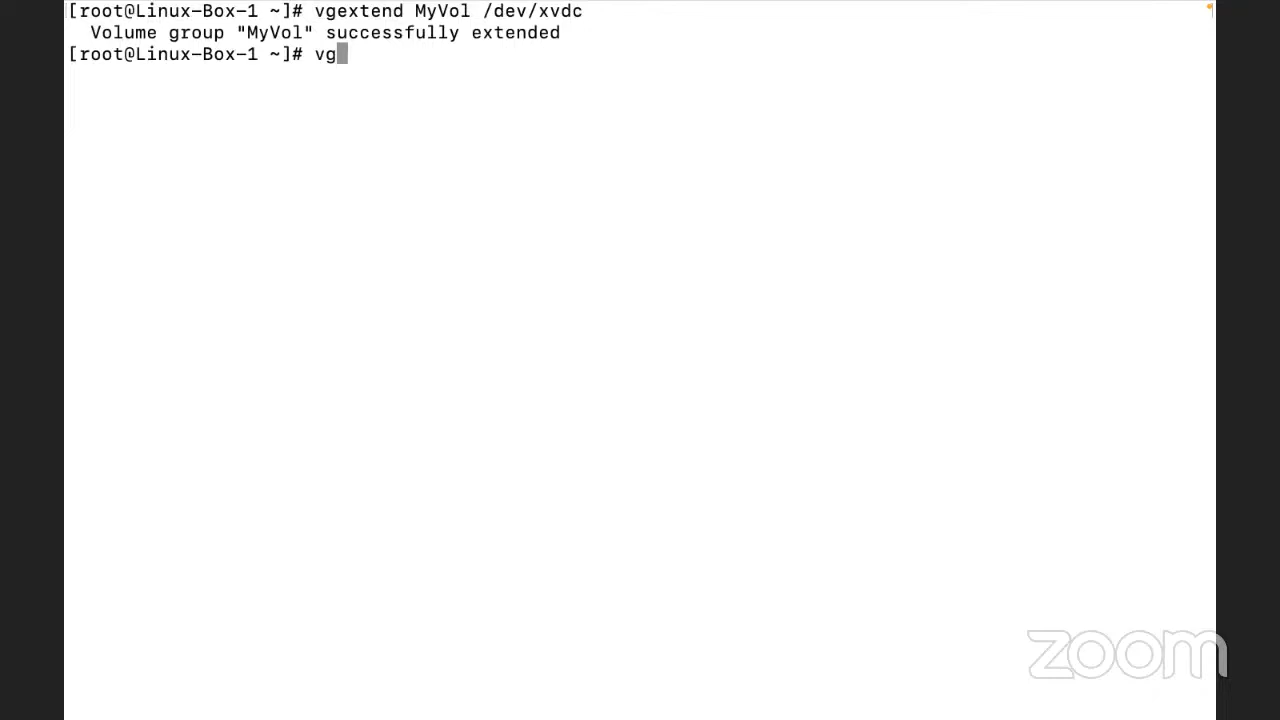 [root@Linux-Box-1 ~]# vgextend MyVol /dev/xvdc
Volume group "MyVol" successfully extended
[root@Linux-Box-1 ~]# vg
zoom